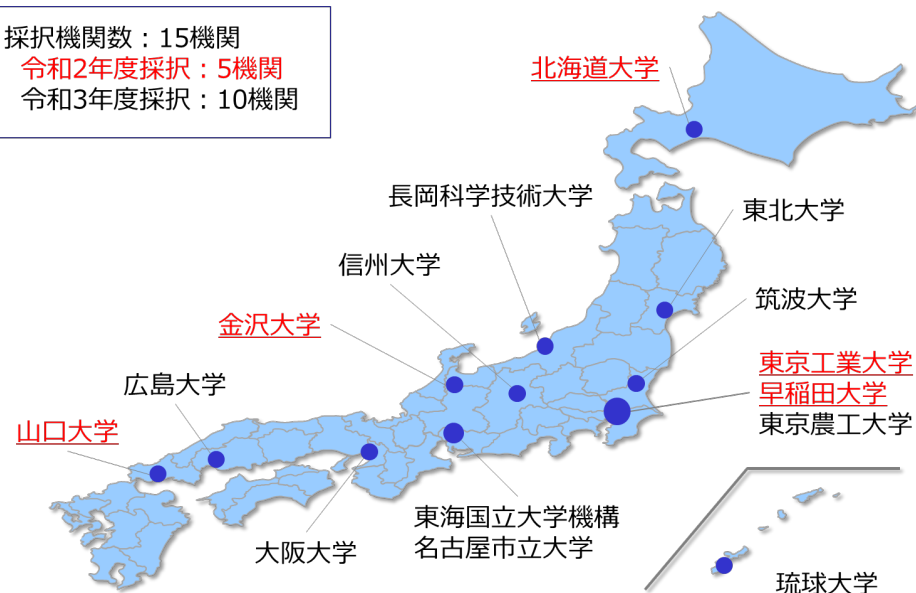 採択機関数：15機関
令和2年度採択：5機関
令和3年度採択：10機関
北海道大学
長岡科学技術大学
東北大学
信州大学
筑波大学
金沢大学
東京工業大学
早稲田大学
東京農工大学
広島大学
山口大学
東海国立大学機構
名古屋市立大学
大阪大学
琉球大学